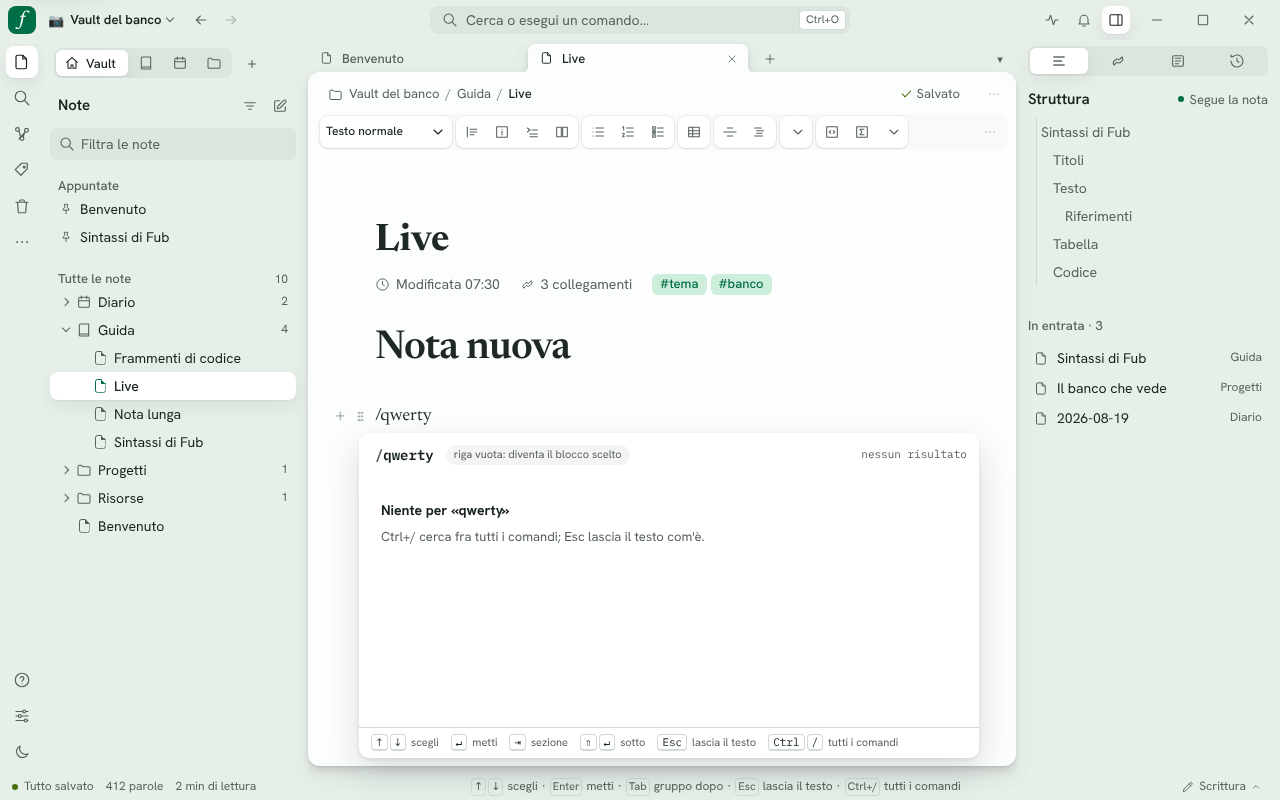 f Vault del banco
Cerca o esegui un comando... Ctrl+O
Vault
Note
Filtra le note
Appuntate
Benvenuto
Sintassi di Fub
Tutte le note 10
Diario 2
Guida 4
Frammenti di codice
Live
Nota lunga
Sintassi di Fub
Progetti 1
Risorse 1
Benvenuto
Benvenuto Live
Vault del banco / Guida / Live Salvato
Testo normale
Live
Modificata 07:30 3 collegamenti #tema #banco
Nota nuova
/qwerty
/qwerty riga vuota: diventa il blocco scelto nessun risultato
Niente per «qwerty»
Ctrl+/ cerca fra tutti i comandi; Esc lascia il testo com'è.
↑ ↓ scegli ↵ metti ⇥ sezione ⇧ ↵ sotto Esc lascia il testo Ctrl / tutti i comandi
Struttura Segue la nota
Sintassi di Fub
Titoli
Testo
Riferimenti
Tabella
Codice
In entrata · 3
Sintassi di Fub Guida
Il banco che vede Progetti
2026-08-19 Diario
Tutto salvato 412 parole 2 min di lettura
↑ ↓ scegli · Enter metti · Tab gruppo dopo · Esc lascia il testo · Ctrl+/ tutti i comandi
Scrittura